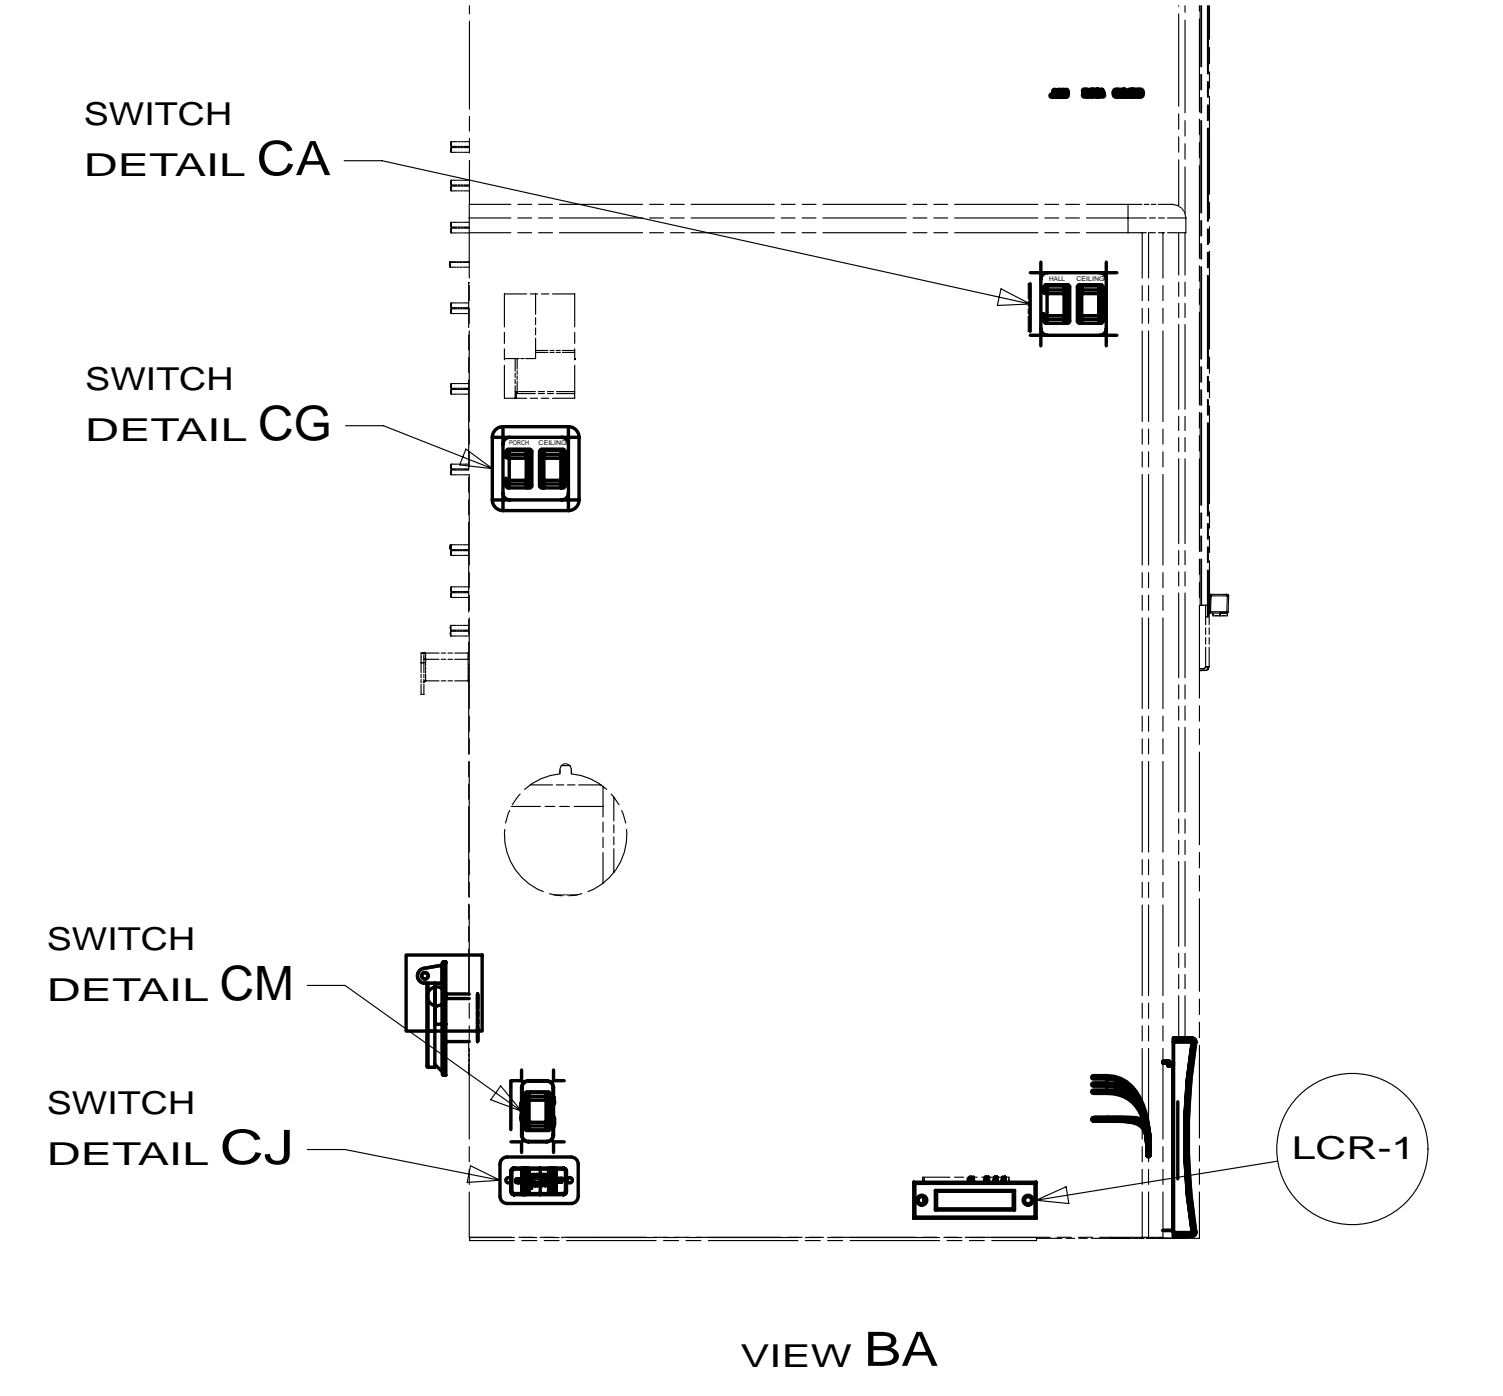 SWITCH
DETAIL CA
HALL CEILING
SWITCH
DETAIL CG
PORCH CEILING
SWITCH
DETAIL CM
SWITCH
DETAIL CJ
LCR-1
VIEW BA